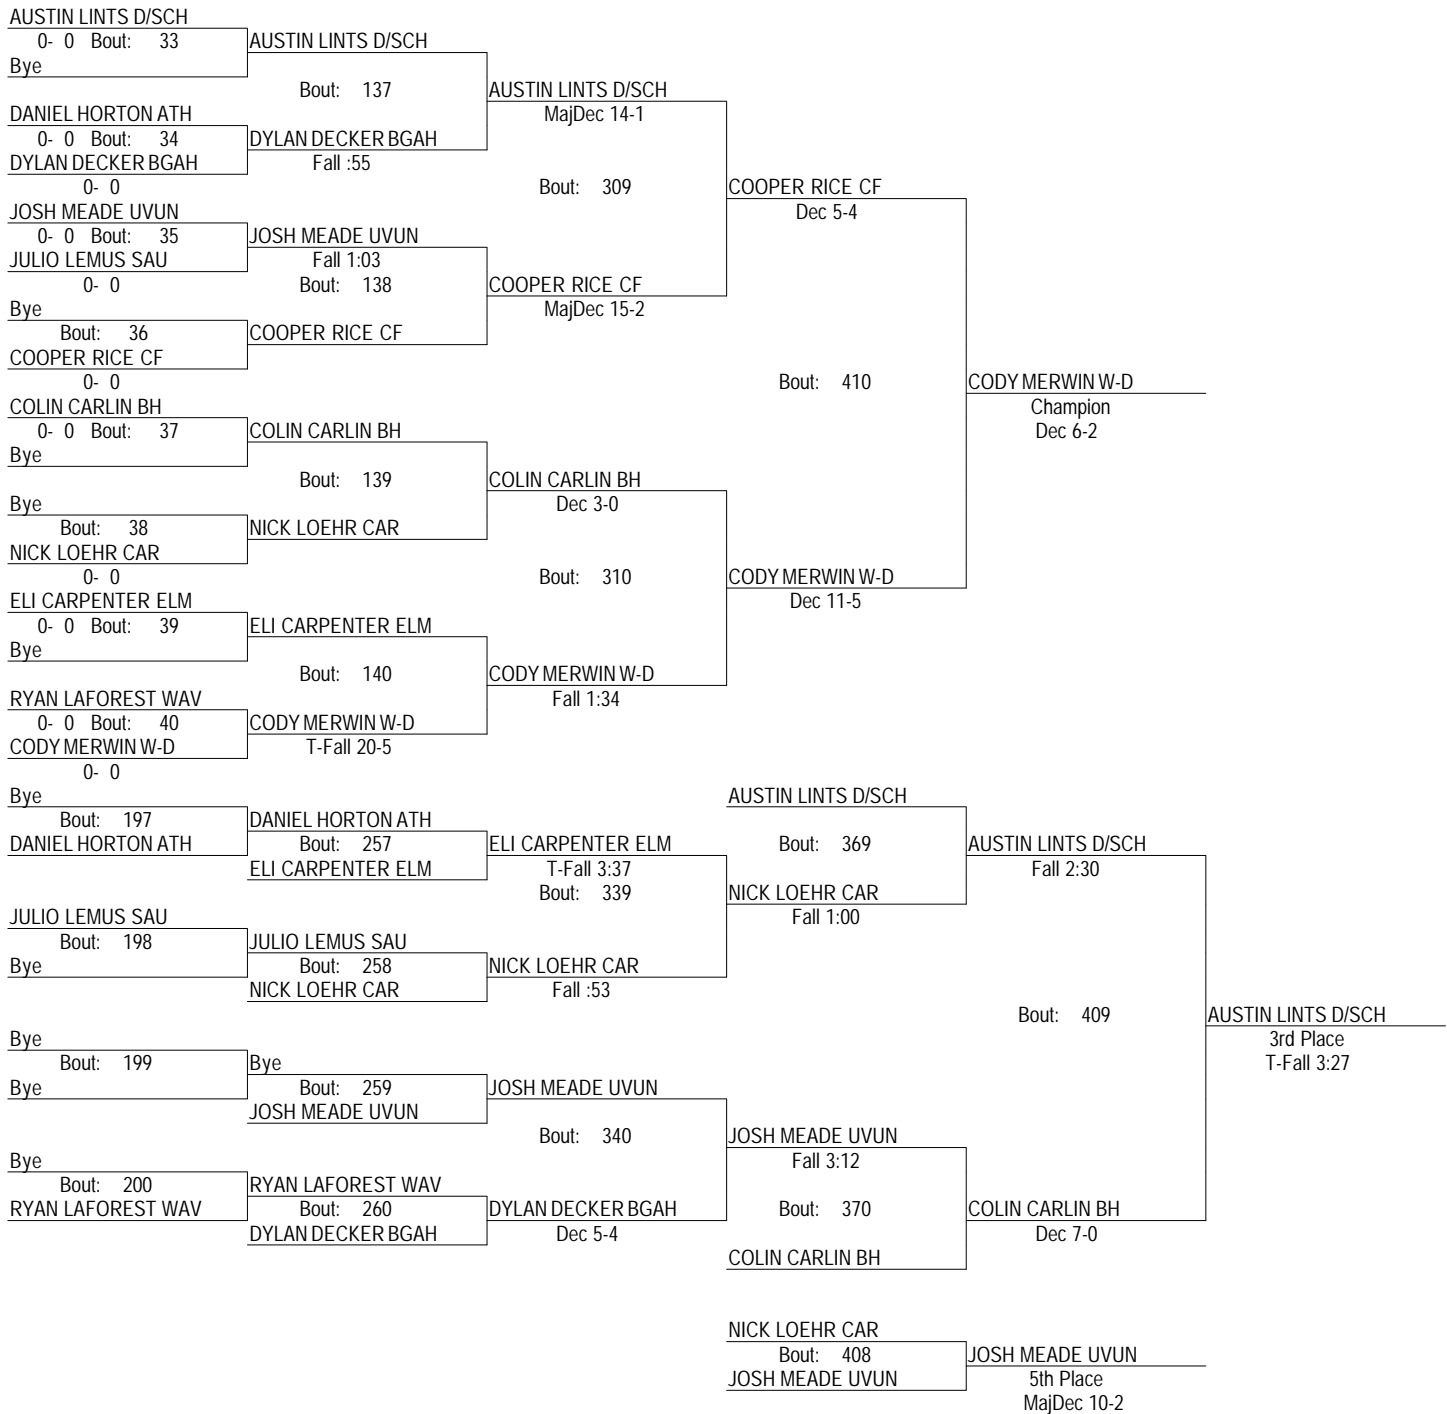 AUSTIN LINTS D/SCH
0- 0 Bout: 33
AUSTIN LINTS D/SCH
Bye
Bout: 137
AUSTIN LINTS D/SCH
MajDec 14-1
DANIEL HORTON ATH
0- 0 Bout: 34
DYLAN DECKER BGAH
Fall :55
DYLAN DECKER BGAH
0- 0
Bout: 309
COOPER RICE CF
Dec 5-4
JOSH MEADE UVUN
0- 0 Bout: 35
JOSH MEADE UVUN
Fall 1:03
JULIO LEMUS SAU
0- 0
Bout: 138
COOPER RICE CF
MajDec 15-2
Bye
Bout: 36
COOPER RICE CF
COOPER RICE CF
0- 0
Bout: 410
CODY MERWIN W-D
Champion
Dec 6-2
COLIN CARLIN BH
0- 0 Bout: 37
COLIN CARLIN BH
Bye
Bout: 139
COLIN CARLIN BH
Dec 3-0
Bye
Bout: 38
NICK LOEHR CAR
NICK LOEHR CAR
0- 0
Bout: 310
CODY MERWIN W-D
Dec 11-5
ELI CARPENTER ELM
0- 0 Bout: 39
ELI CARPENTER ELM
Bye
Bout: 140
CODY MERWIN W-D
Fall 1:34
RYAN LAFOREST WAV
0- 0 Bout: 40
CODY MERWIN W-D
T-Fall 20-5
CODY MERWIN W-D
0- 0
Bye
Bout: 197
DANIEL HORTON ATH
DANIEL HORTON ATH
Bout: 257
ELI CARPENTER ELM
ELI CARPENTER ELM
T-Fall 3:37
Bout: 339
AUSTIN LINTS D/SCH
Bout: 369
AUSTIN LINTS D/SCH
Fall 2:30
NICK LOEHR CAR
Fall 1:00
JULIO LEMUS SAU
Bout: 198
JULIO LEMUS SAU
Bye
Bout: 258
NICK LOEHR CAR
NICK LOEHR CAR
Fall :53
Bout: 409
AUSTIN LINTS D/SCH
3rd Place
T-Fall 3:27
Bye
Bout: 199
Bye
Bye
Bout: 259
JOSH MEADE UVUN
JOSH MEADE UVUN
Bout: 340
JOSH MEADE UVUN
Fall 3:12
Bye
Bout: 200
RYAN LAFOREST WAV
RYAN LAFOREST WAV
Bout: 260
DYLAN DECKER BGAH
DYLAN DECKER BGAH
Dec 5-4
Bout: 370
COLIN CARLIN BH
Dec 7-0
COLIN CARLIN BH
NICK LOEHR CAR
Bout: 408
JOSH MEADE UVUN
JOSH MEADE UVUN
5th Place
MajDec 10-2